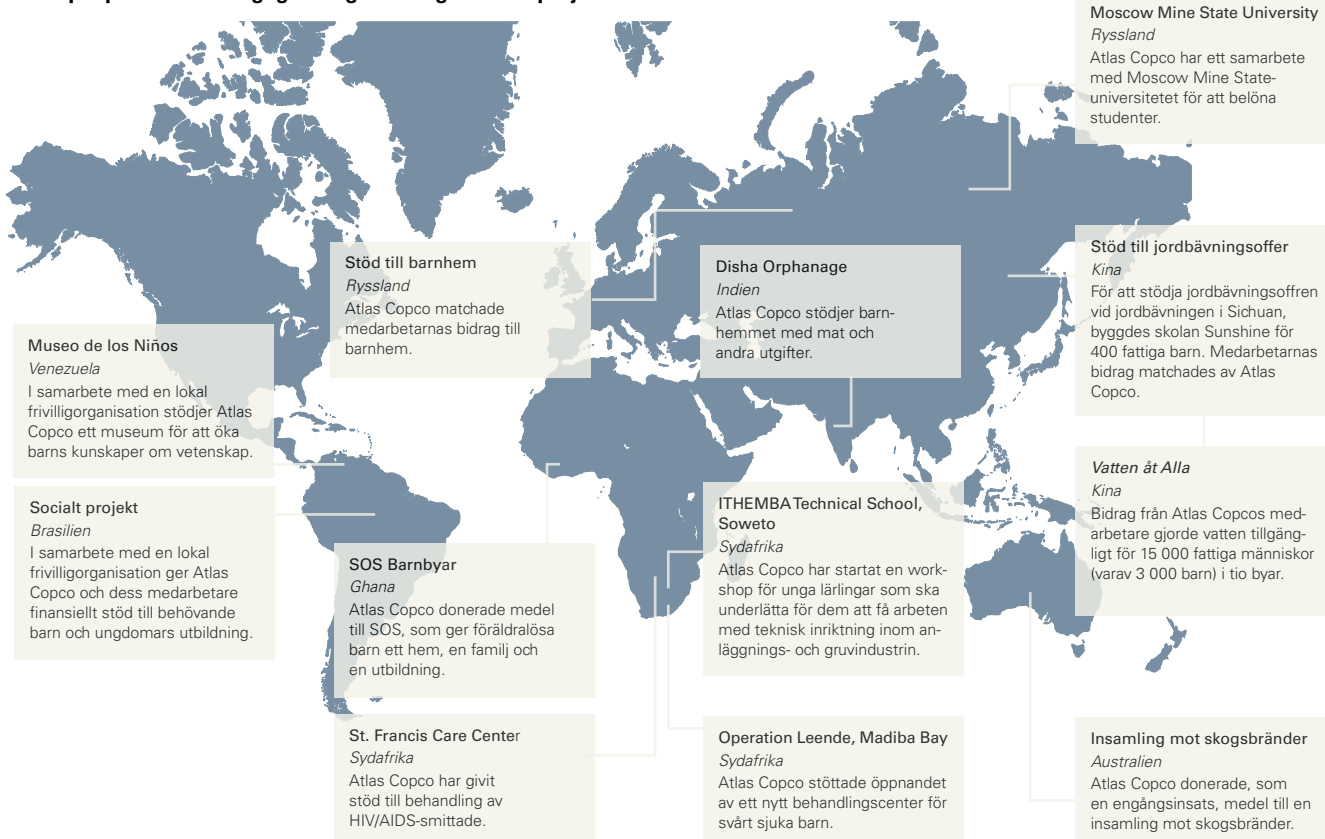 Moscow Mine State University
Ryssland
Atlas Copco har ett samarbete
med Moscow Mine State-
universitetet för att belöna
studenter.
Stöd till barnhem
Ryssland
Atlas Copco matchade
medarbetarnas bidrag till
barnhem.
Disha Orphanage
Indien
Atlas Copco stödjer barn-
hemmet med mat och
andra utgifter.
Stöd till jordbävningsoffer
Kina
För att stödja jordbävningsoffren
vid jordbävningen i Sichuan,
byggdes skolan Sunshine för
400 fattiga barn. Medarbetarnas
bidrag matchades av Atlas
Copco.
Museo de los Niños
Venezuela
I samarbete med en lokal
frivilligorganisation stödjer Atlas
Copco ett museum för att öka
barns kunskaper om vetenskap.
Vatten åt Alla
Kina
Bidrag från Atlas Copcos med-
arbetare gjorde vatten tillgäng-
ligt för 15 000 fattiga människor
(varav 3 000 barn) i tio byar.
Socialt projekt
Brasilien
I samarbete med en lokal
frivilligorganisation ger Atlas
Copco och dess medarbetare
finansiellt stöd till behövande
barn och ungdomars utbildning.
SOS Barnbyar
Ghana
Atlas Copco donerade medel
till SOS, som ger föräldralösa
barn ett hem, en familj och
en utbildning.
ITHEMBA Technical School,
Soweto
Sydafrika
Atlas Copco har startat en work-
shop för unga lärlingar som ska
underlätta för dem att få arbeten
med teknisk inriktning inom an-
läggnings- och gruvindustrin.
St. Francis Care Center
Sydafrika
Atlas Copco har givit
stöd till behandling av
HIV/AIDS-smittade.
Operation Leende, Madiba Bay
Sydafrika
Atlas Copco stöttade öppnandet
av ett nytt behandlingscenter för
svårt sjuka barn.
Insamling mot skogsbränder
Australien
Atlas Copco donerade, som
en engångsinsats, medel till en
insamling mot skogsbränder.